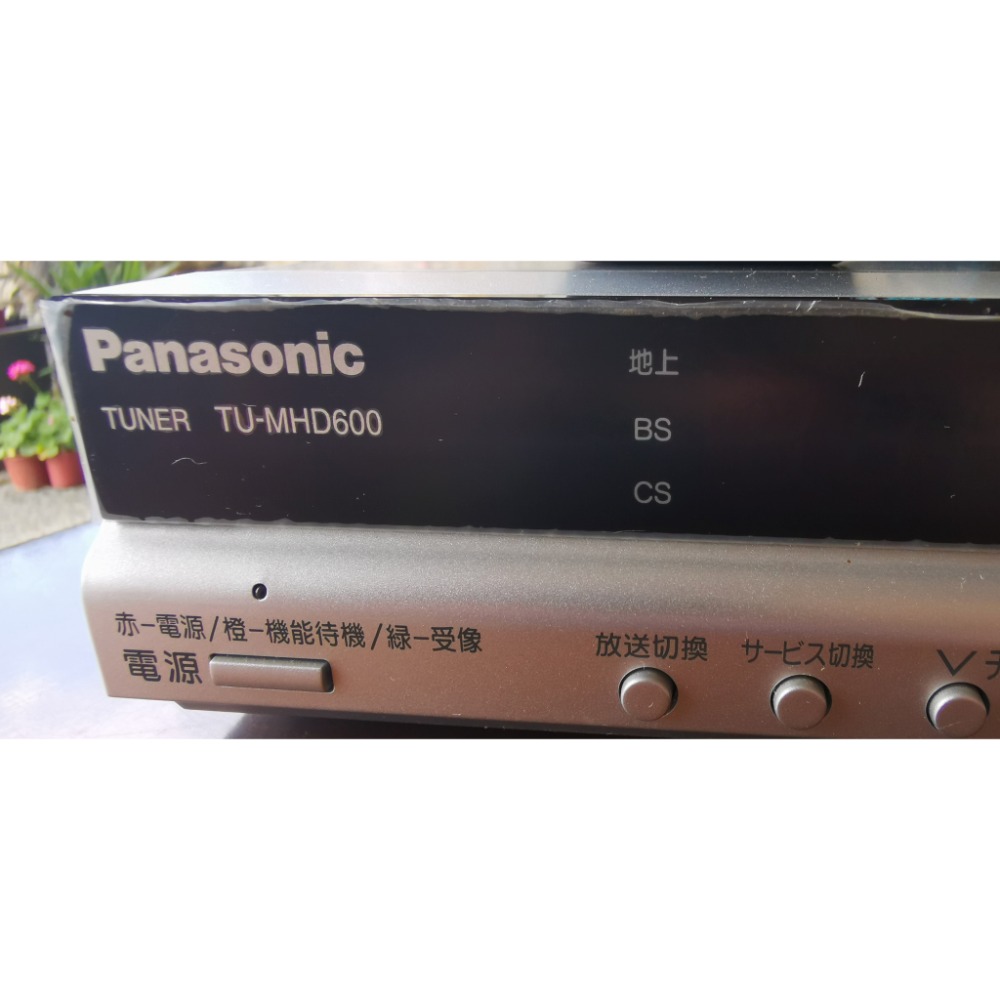 Panasonic
TUNER TU-MHD600
地上
BS
CS
赤-電源/橙-機能待機/緑-受像
電源
放送切換
サービス切換